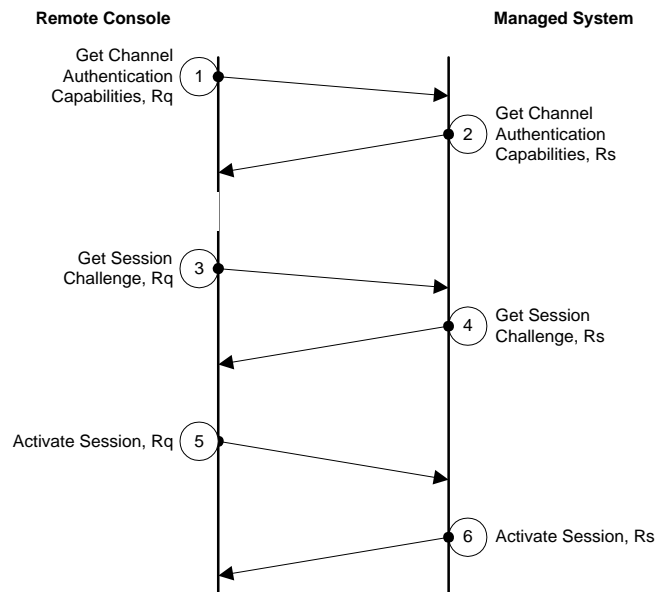 Remote Console
Managed System
Get Channel
Authentication
Capabilities, Rq
1
2
Get Channel
Authentication
Capabilities, Rs
Get Session
Challenge, Rq
3
4
Get Session
Challenge, Rs
Activate Session, Rq
5
6
Activate Session, Rs